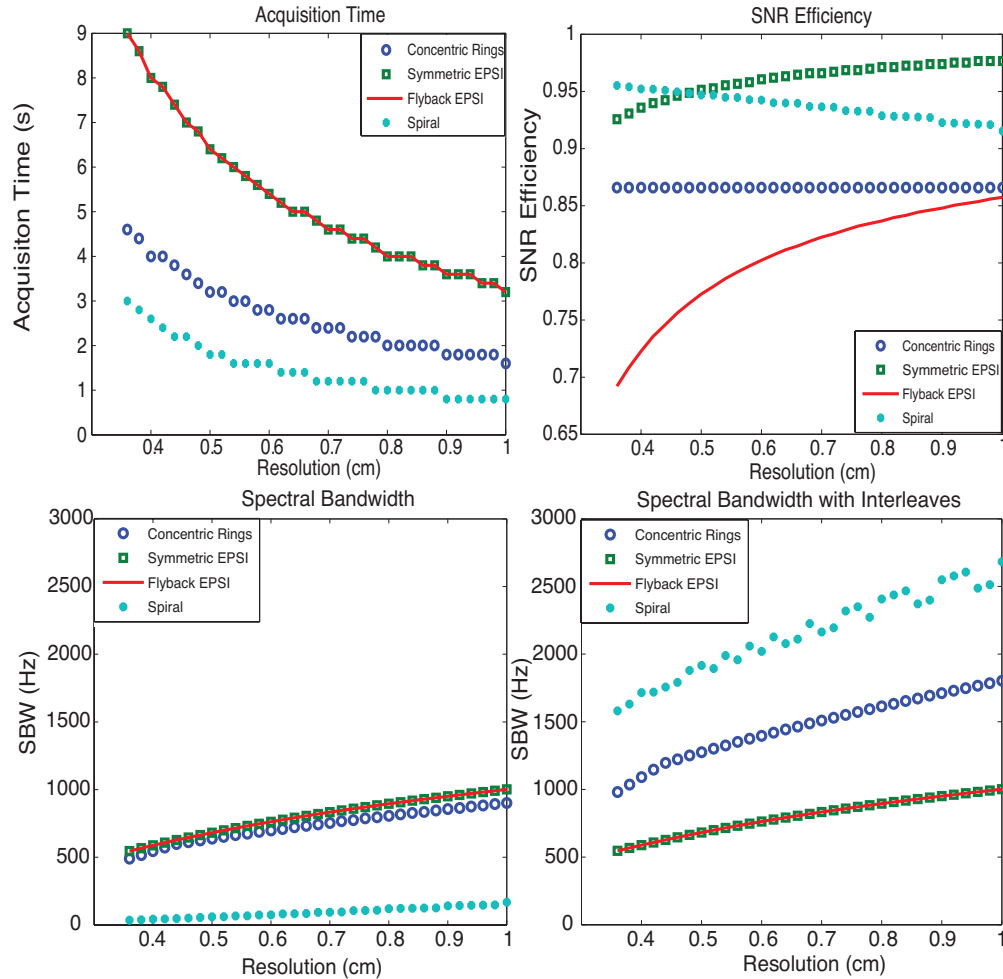 Acquisition Time
Acquisiton Time (s)
9
8
7
6
5
4
3
2
1
0
Concentric Rings
Symmetric EPSI
Flyback EPSI
Spiral
0.4 0.5 0.6 0.7 0.8 0.9 1
Resolution (cm)
SNR Efficiency
SNR Efficiency
1
0.95
0.9
0.85
0.8
0.75
0.7
0.65
Concentric Rings
Symmetric EPSI
Flyback EPSI
Spiral
0.4 0.5 0.6 0.7 0.8 0.9 1
Resolution (cm)
Spectral Bandwidth
SBW (Hz)
3000
2500
2000
1500
1000
500
0
Concentric Rings
Symmetric EPSI
Flyback EPSI
Spiral
0.4 0.5 0.6 0.7 0.8 0.9 1
Resolution (cm)
Spectral Bandwidth with Interleaves
SBW (Hz)
3000
2500
2000
1500
1000
500
0
Concentric Rings
Symmetric EPSI
Flyback EPSI
Spiral
0.4 0.5 0.6 0.7 0.8 0.9 1
Resolution (cm)